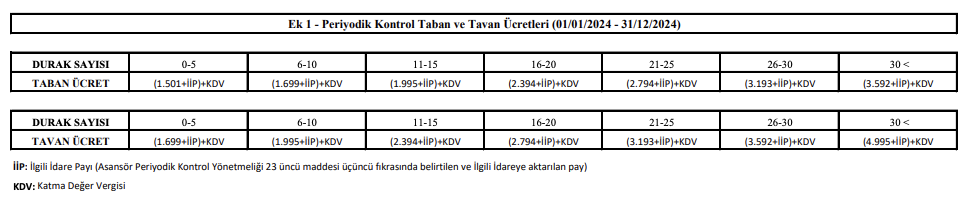 Ek 1 - Periyodik Kontrol Taban ve Tavan Ücretleri (01/01/2024 - 31/12/2024)
DURAK SAYISI 0-5 6-10 11-15 16-20 21-25 26-30 30 <
TABAN ÜCRET (1.501+İİP)+KDV (1.699+İİP)+KDV (1.995+İİP)+KDV (2.394+İİP)+KDV (2.794+İİP)+KDV (3.193+İİP)+KDV (3.592+İİP)+KDV
DURAK SAYISI 0-5 6-10 11-15 16-20 21-25 26-30 30 <
TAVAN ÜCRET (1.699+İİP)+KDV (1.995+İİP)+KDV (2.394+İİP)+KDV (2.794+İİP)+KDV (3.193+İİP)+KDV (3.592+İİP)+KDV (4.995+İİP)+KDV
İİP: İlgili İdare Payı (Asansör Periyodik Kontrol Yönetmeliği 23 üncü maddesi üçüncü fıkrasında belirtilen ve İlgili İdareye aktarılan pay)
KDV: Katma Değer Vergisi